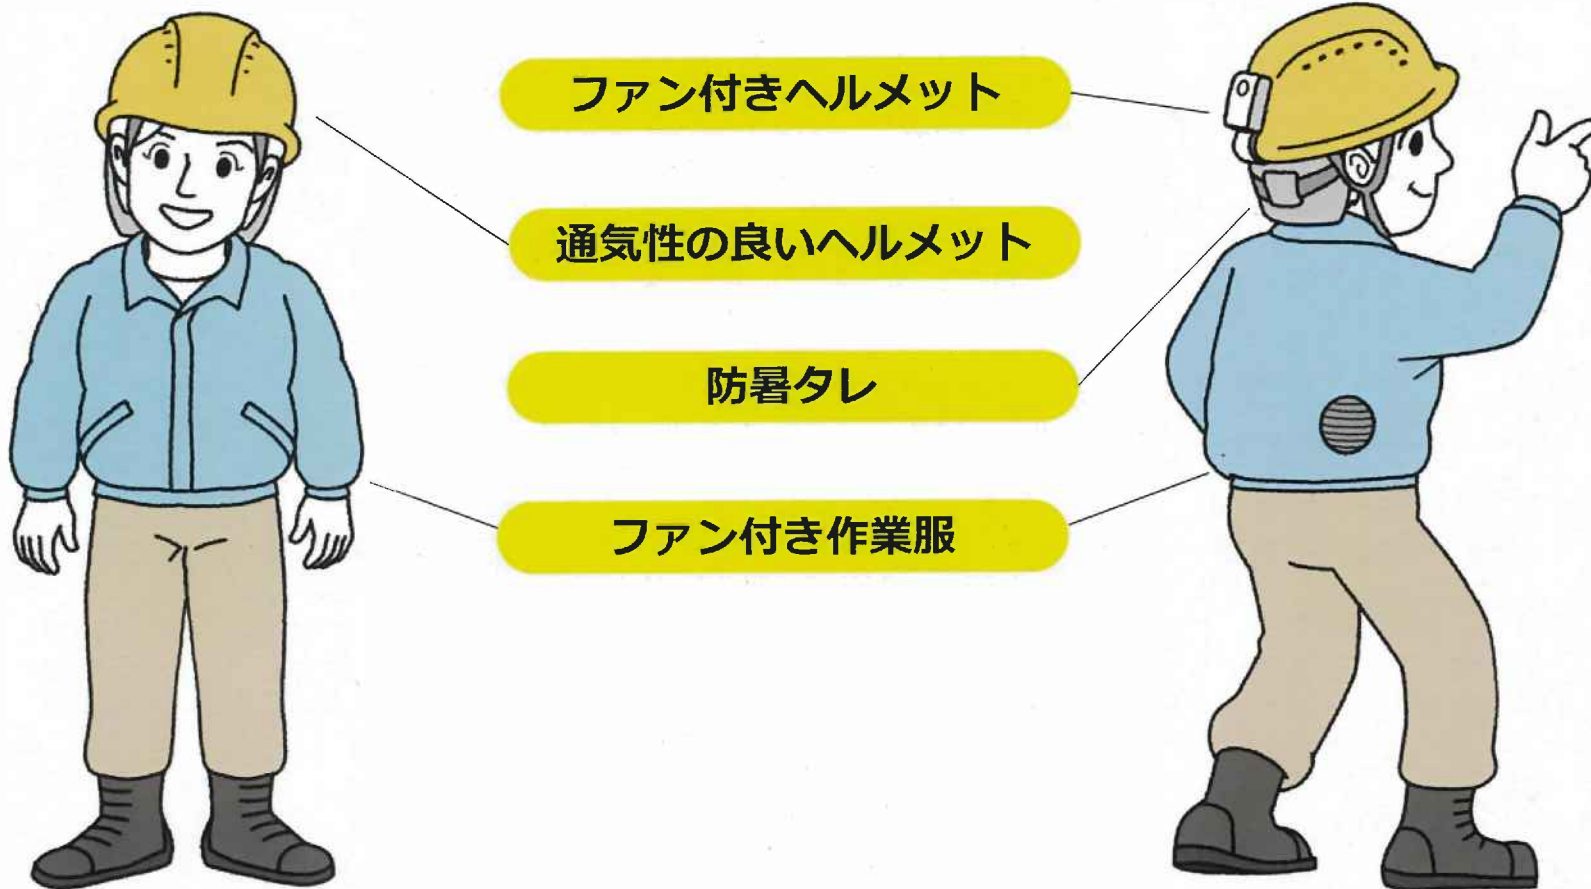 ファン付きヘルメット
通気性の良いヘルメット
防暑タレ
ファン付き作業服